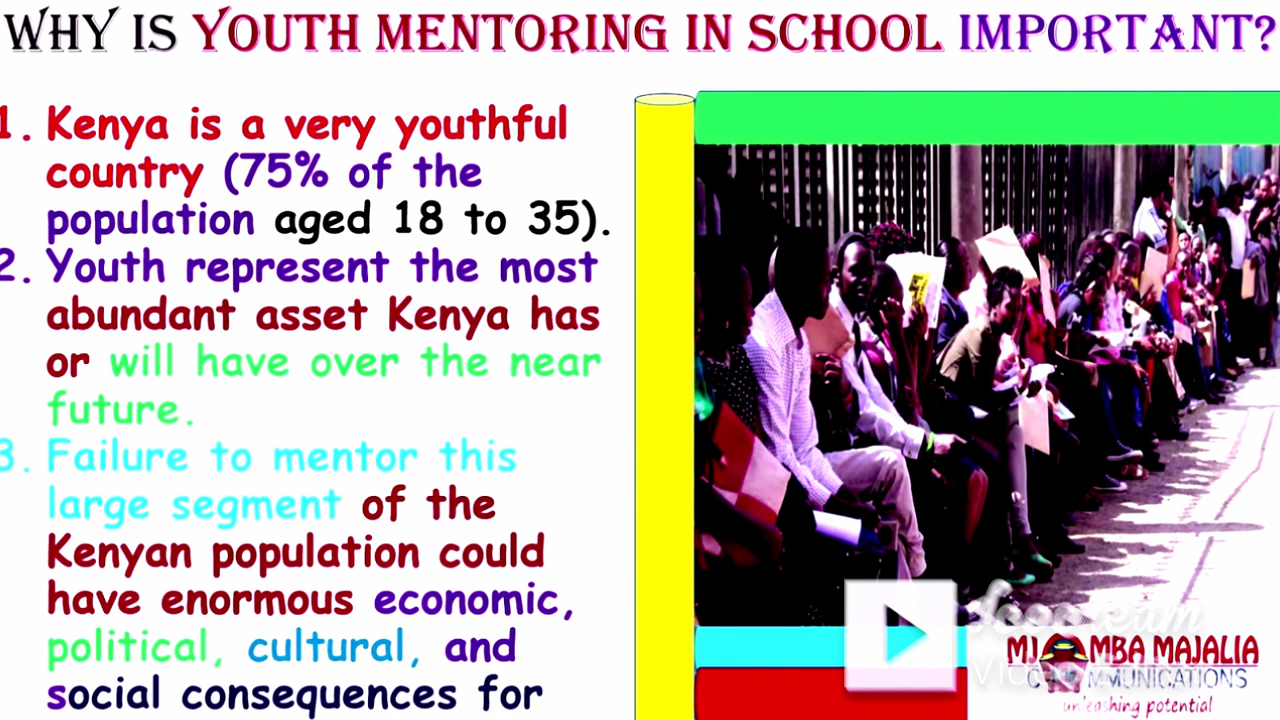 WHY IS YOUTH MENTORING IN SCHOOL IMPORTANT?
1. Kenya is a very youthful
country (75% of the
population aged 18 to 35).
2. Youth represent the most
abundant asset Kenya has
or will have over the near
future.
3. Failure to mentor this
large segment of the
Kenyan population could
have enormous economic,
political, cultural, and
social consequences for
MJOMBA MAJALIA
COMMUNICATIONS
unleashing potential